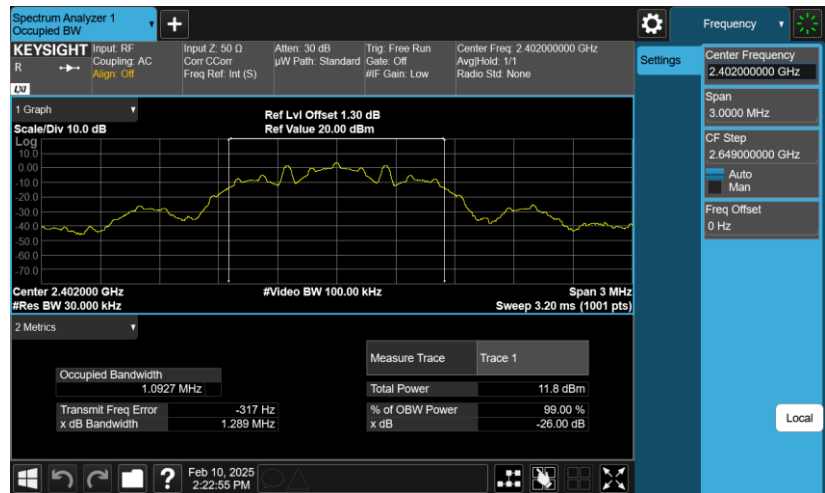 Spectrum Analyzer 1
Occupied BW
KEYSIGHT
R
LXI
Input: RF
Coupling: AC
Align: Off
Input Z: 50 Ω
Corr CCorr
Freq Ref: Int (S)
Atten: 30 dB
µW Path: Standard
Trig: Free Run
Gate: Off
#IF Gain: Low
Center Freq: 2.402000000 GHz
Avg|Hold: 1/1
Radio Std: None
1 Graph
Scale/Div 10.0 dB
Ref Lvl Offset 1.30 dB
Ref Value 20.00 dBm
Log
10.0
0.00
-10.0
-20.0
-30.0
-40.0
-50.0
-60.0
-70.0
Center 2.402000 GHz
#Res BW 30.000 kHz
#Video BW 100.00 kHz
Span 3 MHz
Sweep 3.20 ms (1001 pts)
2 Metrics
Measure Trace Trace 1
Occupied Bandwidth
1.0927 MHz
Total Power 11.8 dBm
Transmit Freq Error -317 Hz
% of OBW Power 99.00 %
x dB Bandwidth 1.289 MHz
x dB -26.00 dB
?
Feb 10, 2025
2:22:55 PM
Frequency
Settings
Center Frequency
2.402000000 GHz
Span
3.0000 MHz
CF Step
2.649000000 GHz
Auto
Man
Freq Offset
0 Hz
Local